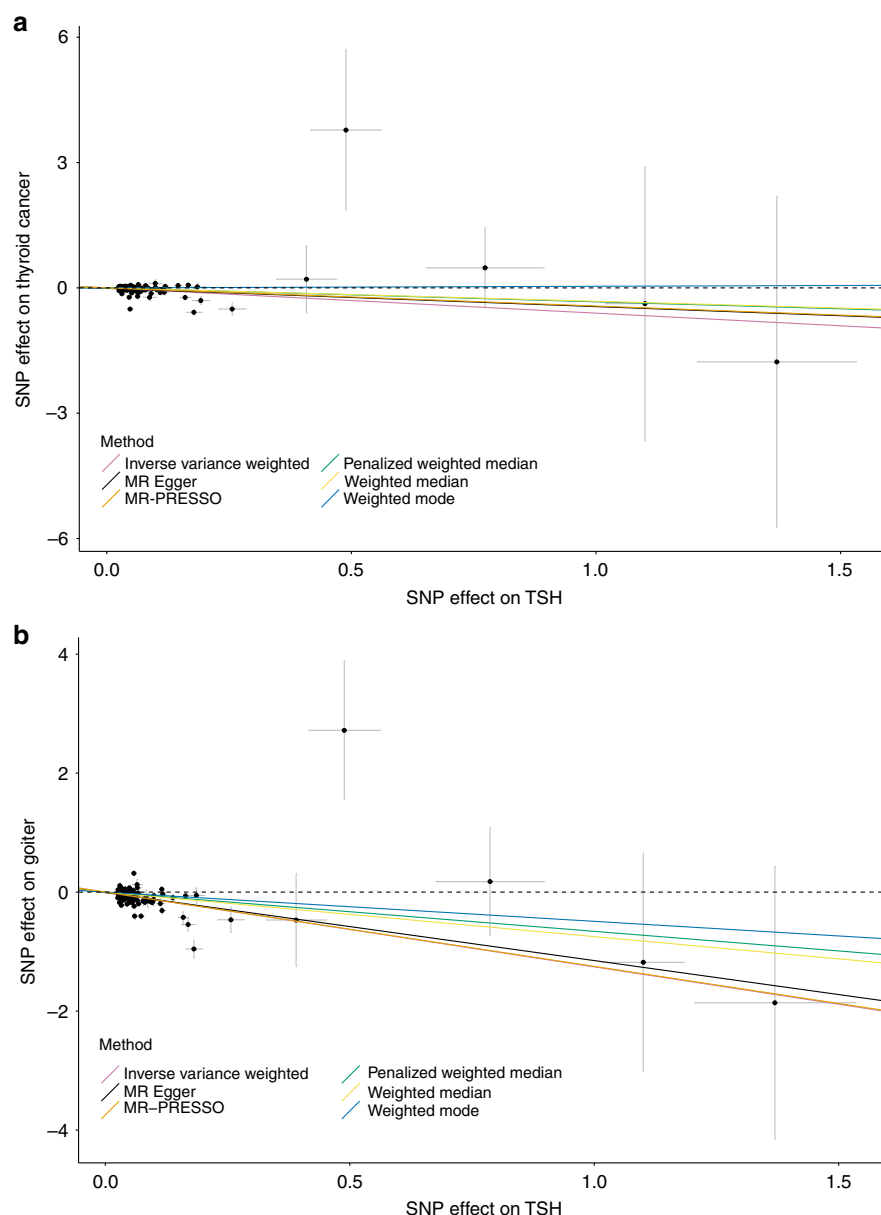 a
6
3
0
−3
−6
SNP effect on thyroid cancer
Method
Inverse variance weighted
MR Egger
MR-PRESSO
Penalized weighted median
Weighted median
Weighted mode
0.0 0.5 1.0 1.5
SNP effect on TSH
b
4
2
0
−2
−4
SNP effect on goiter
Method
Inverse variance weighted
MR Egger
MR−PRESSO
Penalized weighted median
Weighted median
Weighted mode
0.0 0.5 1.0 1.5
SNP effect on TSH